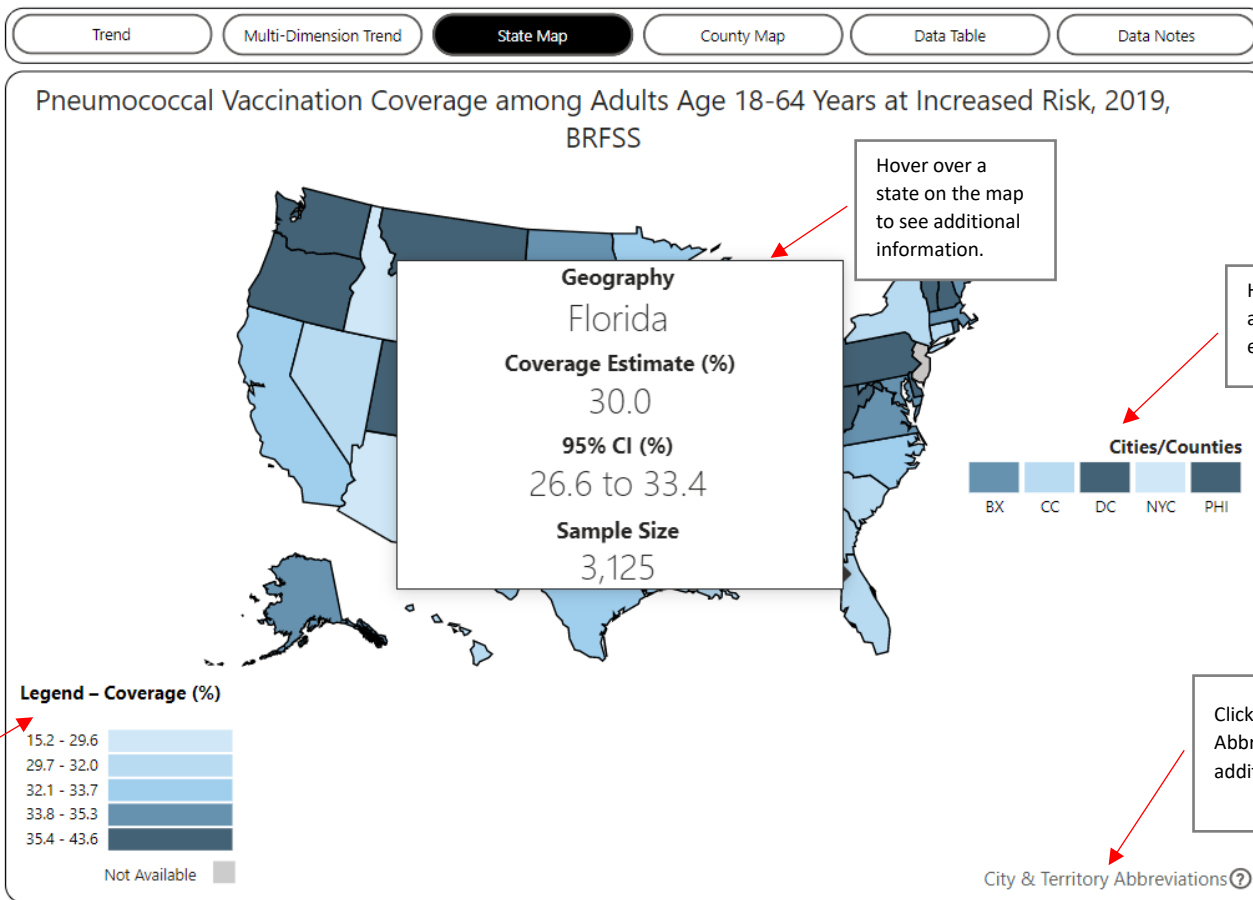 Trend
Multi-Dimension Trend
State Map
County Map
Data Table
Data Notes
Pneumococcal Vaccination Coverage among Adults Age 18-64 Years at Increased Risk, 2019,
BRFSS
Hover over a
state on the map
to see additional
information.
Geography
Florida
Coverage Estimate (%)
30.0
95% CI (%)
26.6 to 33.4
Sample Size
3,125
Cities/Counties
BX
CC
DC
NYC
PHI
Legend – Coverage (%)
15.2 - 29.6
29.7 - 32.0
32.1 - 33.7
33.8 - 35.3
35.4 - 43.6
Not Available
Click
City & Territory Abbreviations?